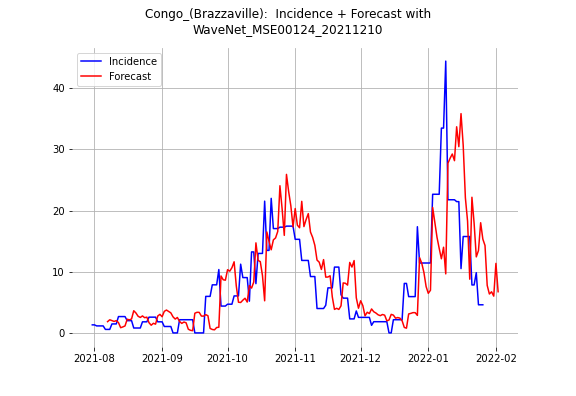 Congo_(Brazzaville):  Incidence + Forecast with
WaveNet_MSE00124_20211210
Incidence
Forecast
40
30
20
10
0
2021-08 2021-09 2021-10 2021-11 2021-12 2022-01 2022-02